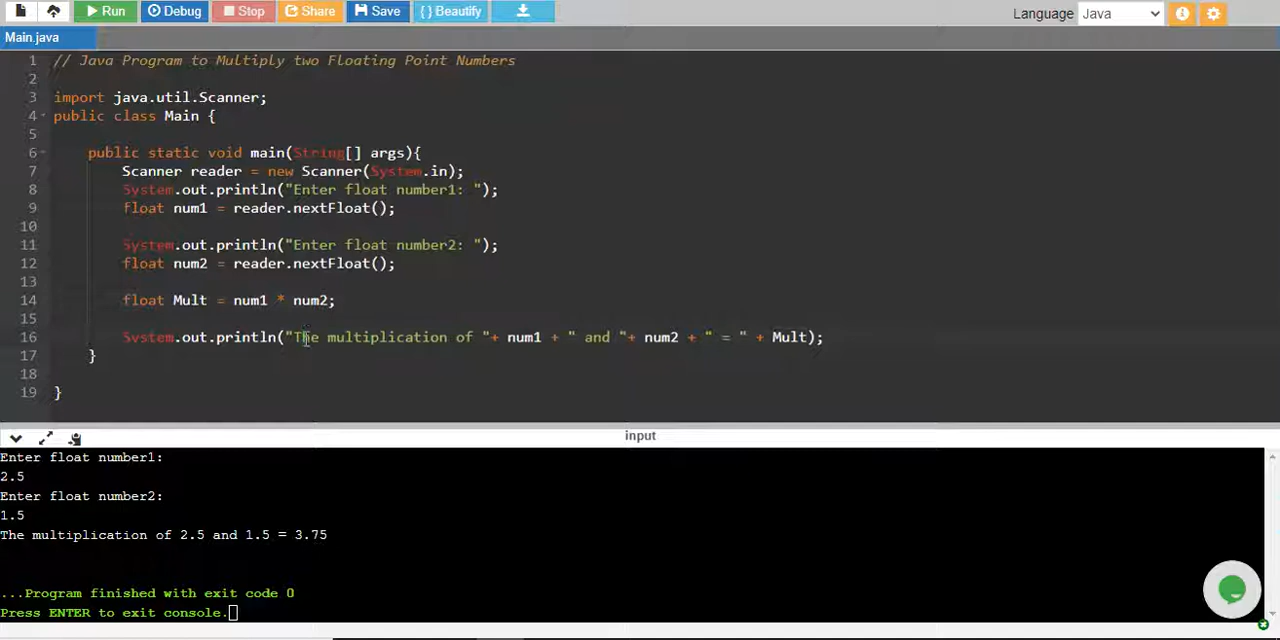 Run Debug Stop Share Save { } Beautify Language Java
Main.java
1 // Java Program to Multiply two Floating Point Numbers
2
3 import java.util.Scanner;
4 public class Main {
5
6 public static void main(String[] args){
7 Scanner reader = new Scanner(System.in);
8 System.out.println("Enter float number1: ");
9 float num1 = reader.nextFloat();
10
11 System.out.println("Enter float number2: ");
12 float num2 = reader.nextFloat();
13
14 float Mult = num1 * num2;
15
16 System.out.println("The multiplication of "+ num1 + " and "+ num2 + " = " + Mult);
17 }
18
19 }
input
Enter float number1:
2.5
Enter float number2:
1.5
The multiplication of 2.5 and 1.5 = 3.75
...Program finished with exit code 0
Press ENTER to exit console.